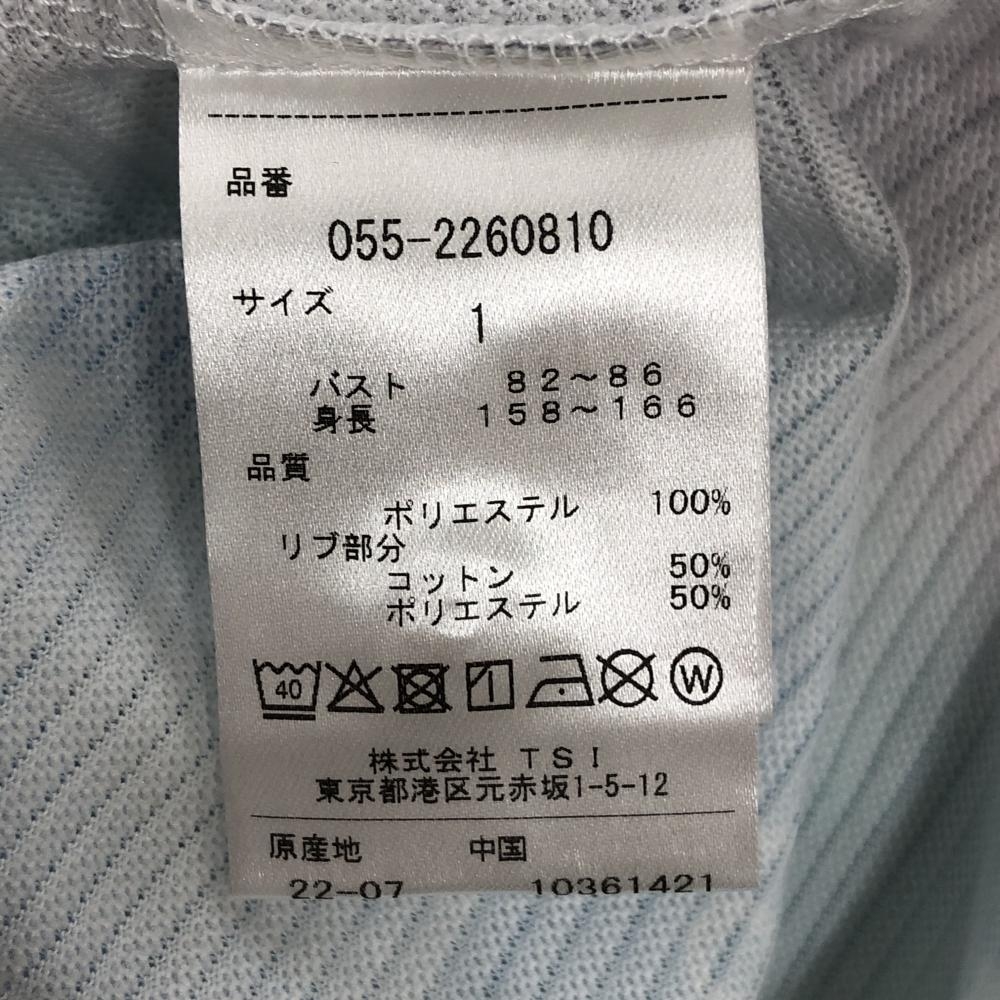 品番
055-2260810
サイズ
1
バスト 82～86
身長 158～166
品質
ポリエステル 100%
リブ部分
コットン 50%
ポリエステル 50%
40 W
株式会社 TSI
東京都港区元赤坂1-5-12
原産地 中国
22-07 10361421